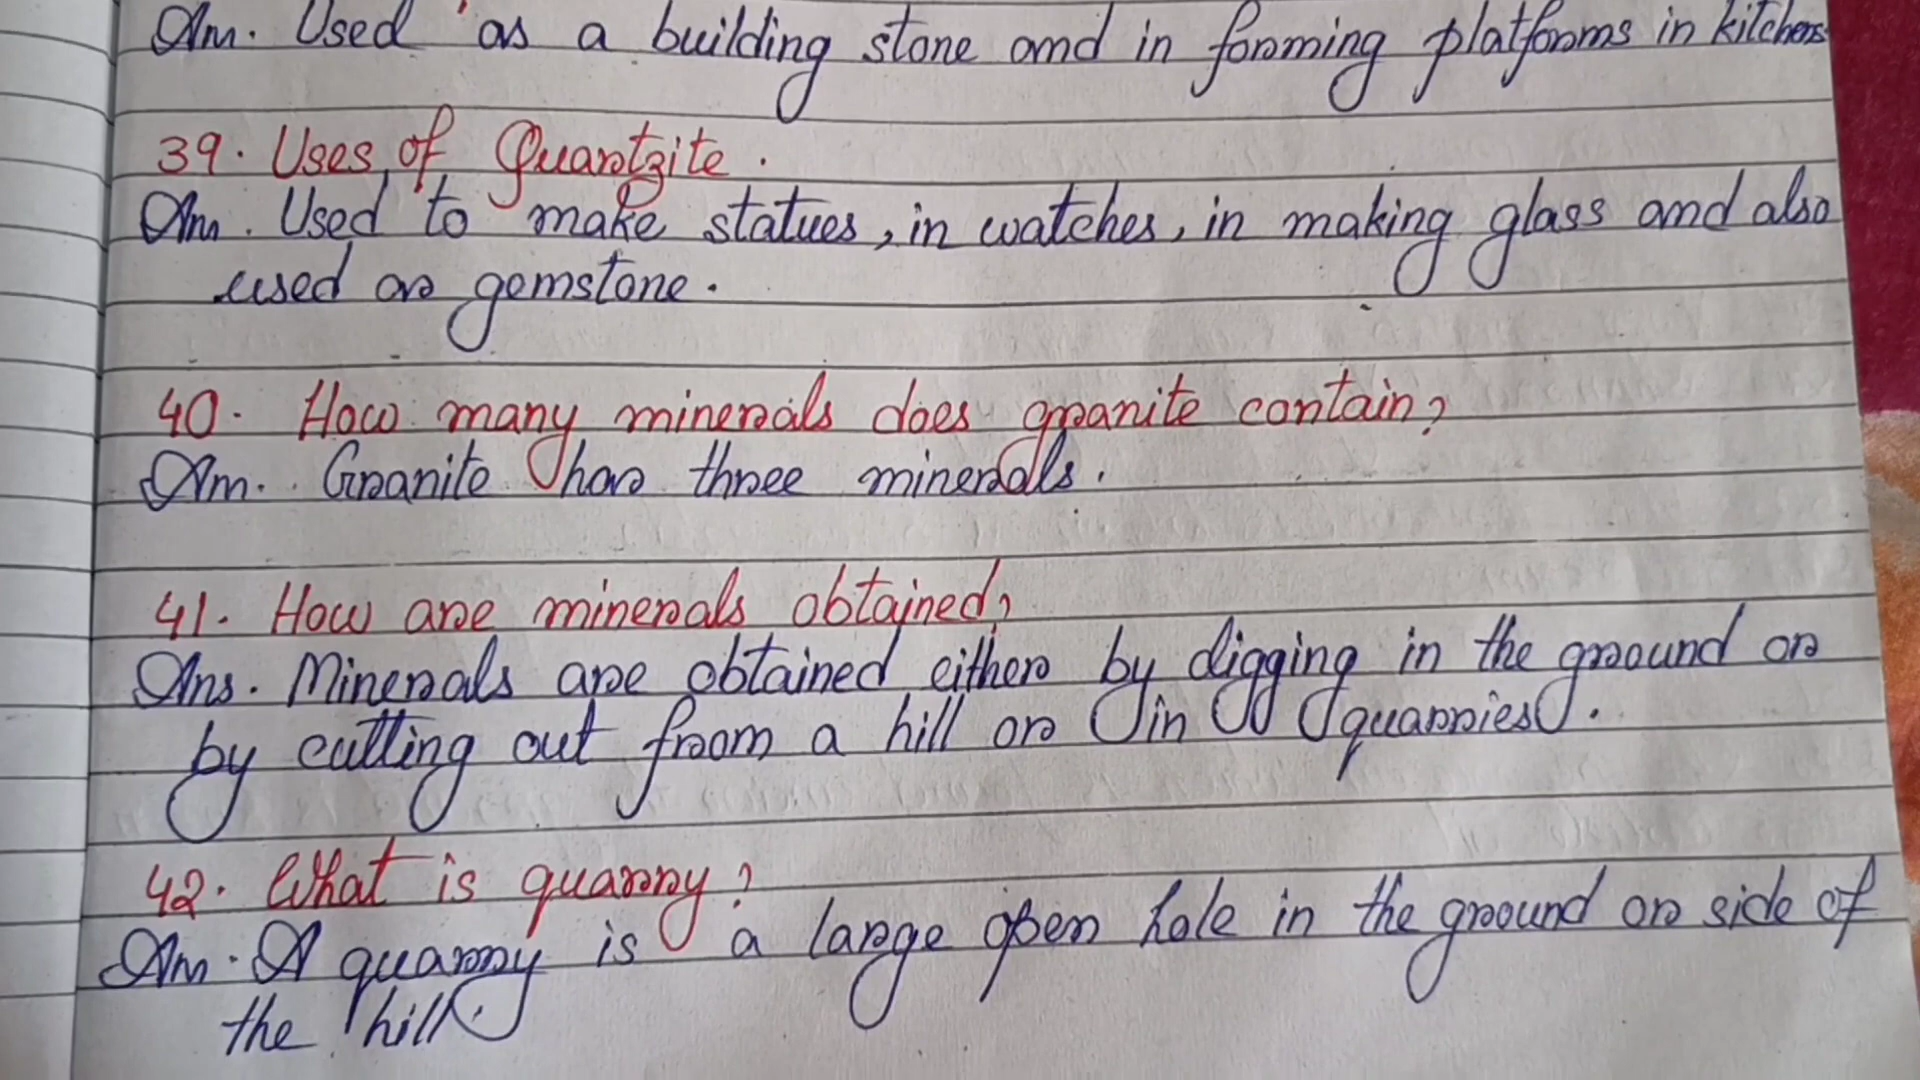 Ans. Used as a building stone and in forming platforms in kitchens
39. Uses of Quartzite.
Ans. Used to make statues, in watches, in making glass and also
used as gemstone.
40. How many minerals does granite contain?
Ans. Granite has three minerals.
41. How are minerals obtained?
Ans. Minerals are obtained either by digging in the ground or
by cutting out from a hill or in quarries.
42. What is quarry?
Ans. A quarry is a large open hole in the ground or side of
the hill.